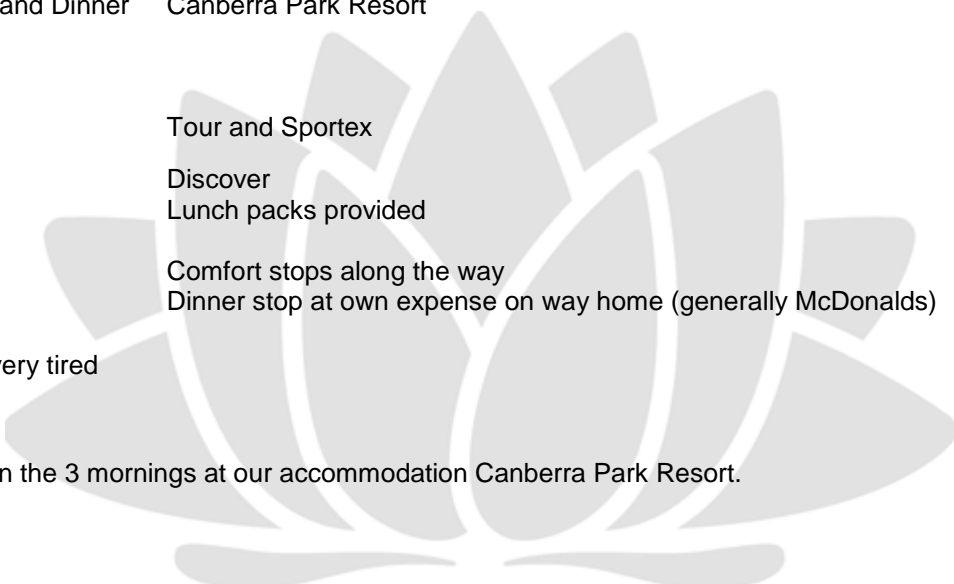 and Dinner Canberra Park Resort
Tour and Sportex
Discover
Lunch packs provided
Comfort stops along the way
Dinner stop at own expense on way home (generally McDonalds)
very tired
n the 3 mornings at our accommodation Canberra Park Resort.